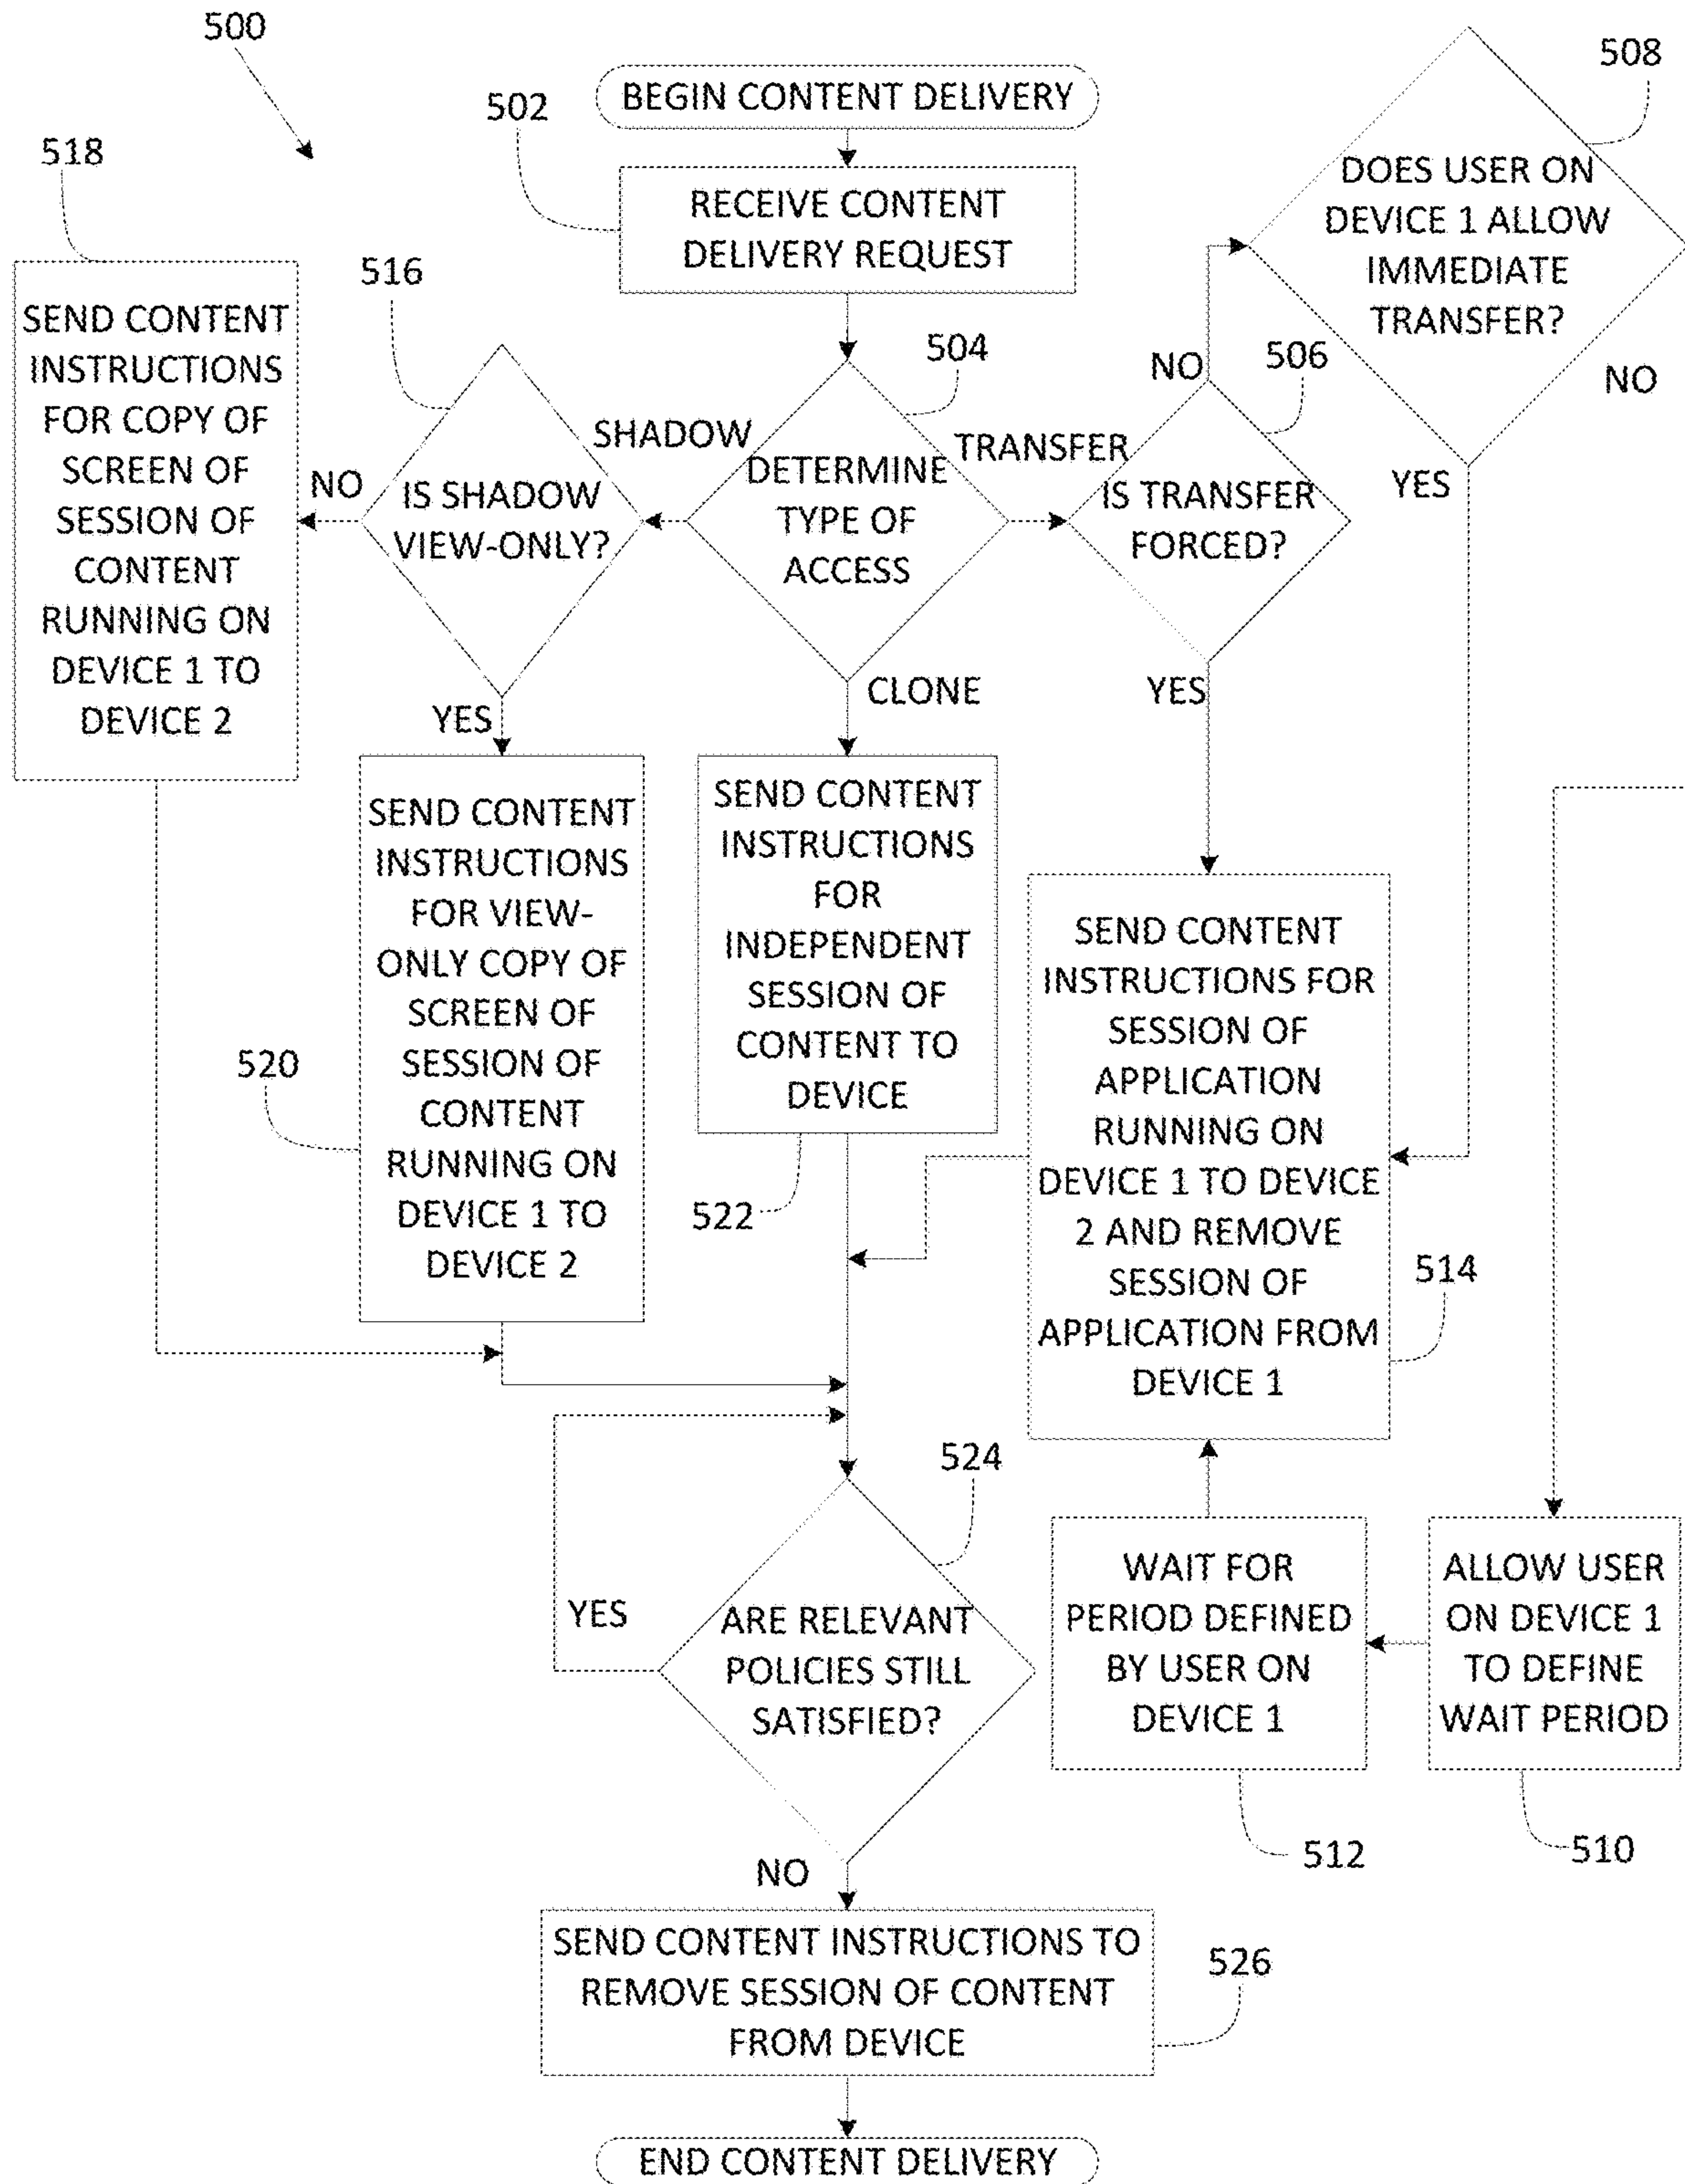 500
508
BEGIN CONTENT DELIVERY
502
518
DOES USER ON
DEVICE 1 ALLOW
IMMEDIATE
TRANSFER?
RECEIVE CONTENT
DELIVERY REQUEST
516
SEND CONTENT
INSTRUCTIONS
FOR COPY OF
SCREEN OF
SESSION OF
CONTENT
RUNNING ON
DEVICE 1 TO
DEVICE 2
504
506
NO
NO
SHADOW
TRANSFER
YES
NO
IS SHADOW
VIEW-ONLY?
DETERMINE
TYPE OF
ACCESS
IS TRANSFER
FORCED?
YES
CLONE
YES
SEND CONTENT
INSTRUCTIONS
FOR VIEW-
ONLY COPY OF
SCREEN OF
SESSION OF
CONTENT
RUNNING ON
DEVICE 1 TO
DEVICE 2
SEND CONTENT
INSTRUCTIONS
FOR
INDEPENDENT
SESSION OF
CONTENT TO
DEVICE
SEND CONTENT
INSTRUCTIONS FOR
SESSION OF
APPLICATION
RUNNING ON
DEVICE 1 TO DEVICE
2 AND REMOVE
SESSION OF
APPLICATION FROM
DEVICE 1
520
522
514
524
YES
ARE RELEVANT
POLICIES STILL
SATISFIED?
WAIT FOR
PERIOD DEFINED
BY USER ON
DEVICE 1
ALLOW USER
ON DEVICE 1
TO DEFINE
WAIT PERIOD
512
510
NO
SEND CONTENT INSTRUCTIONS TO
REMOVE SESSION OF CONTENT
FROM DEVICE
526
END CONTENT DELIVERY